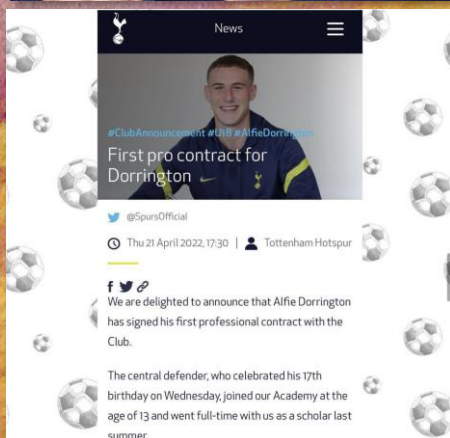 News
#ClubAnnouncement #U18 #AlfieDorrington
First pro contract for
Dorrington
@SpursOfficial
Thu 21 April 2022, 17:30 | Tottenham Hotspur
We are delighted to announce that Alfie Dorrington
has signed his first professional contract with the
Club.
The central defender, who celebrated his 17th
birthday on Wednesday, joined our Academy at the
age of 13 and went full-time with us as a scholar last
summer.